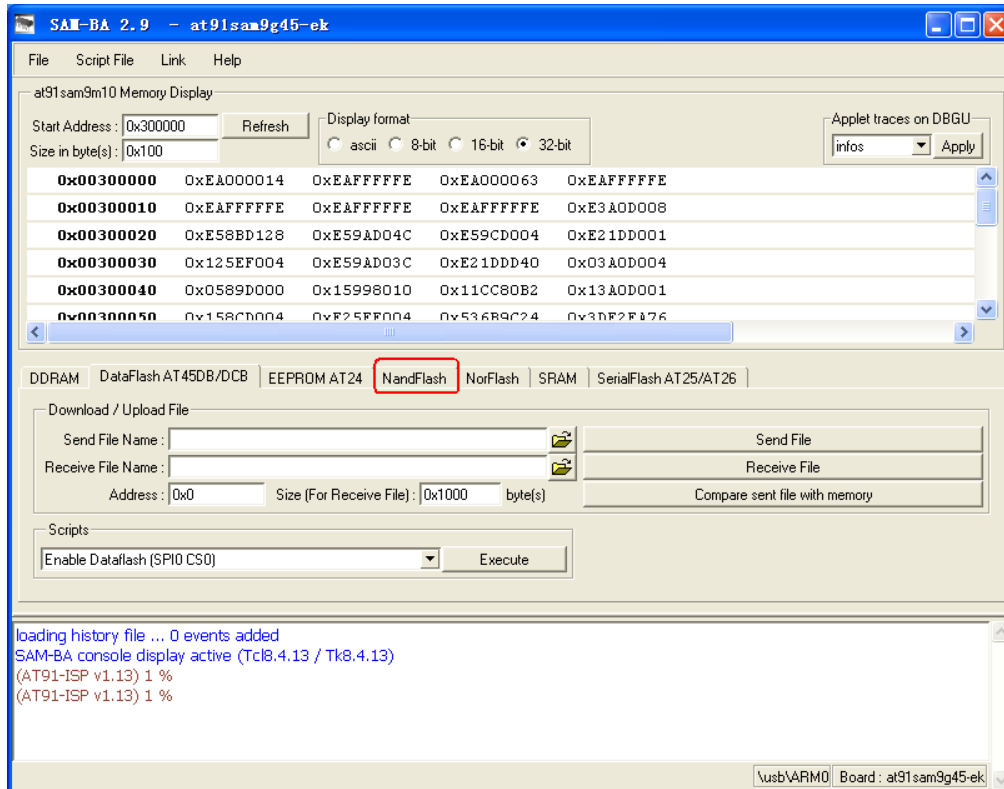 SAM-BA 2.9 - at91sam9g45-ek
File Script File Link Help
at91sam9m10 Memory Display
Start Address : 0x300000 Refresh
Size in byte(s) : 0x100
Display format
ascii 8-bit 16-bit 32-bit
Applet traces on DBGU
infos Apply
0x00300000 0xEA000014 0xEAFFFFFE 0xEA000063 0xEAFFFFFE
0x00300010 0xEAFFFFFE 0xEAFFFFFE 0xEAFFFFFE 0xE3A0D008
0x00300020 0xE58BD128 0xE59AD04C 0xE59CD004 0xE21DD001
0x00300030 0x125EF004 0xE59AD03C 0xE21DDD40 0x03A0D004
0x00300040 0x0589D000 0x15998010 0x11CC80B2 0x13A0D001
0x00300050 0x158CD004 0xE25EF004 0x536B9C24 0x3DF2FA76
DDRAM DataFlash AT45DB/DCB EEPROM AT24 NandFlash NorFlash SRAM SerialFlash AT25/AT26
Download / Upload File
Send File Name : Send File
Receive File Name : Receive File
Address : 0x0 Size (For Receive File) : 0x1000 byte(s) Compare sent file with memory
Scripts
Enable Dataflash (SPI0 CS0) Execute
loading history file ... 0 events added
SAM-BA console display active (Tcl8.4.13 / Tk8.4.13)
(AT91-ISP v1.13) 1 %
(AT91-ISP v1.13) 1 %
\usb\ARM0 Board : at91sam9g45-ek